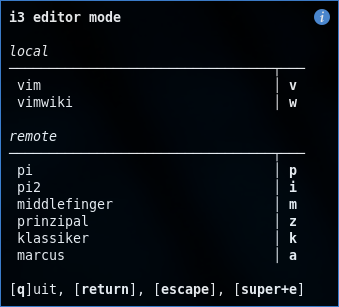 i3 editor mode
local
vim v
vimwiki w
remote
pi p
pi2 i
middlefinger m
prinzipal z
klassiker k
marcus a
[q]uit, [return], [escape], [super+e]